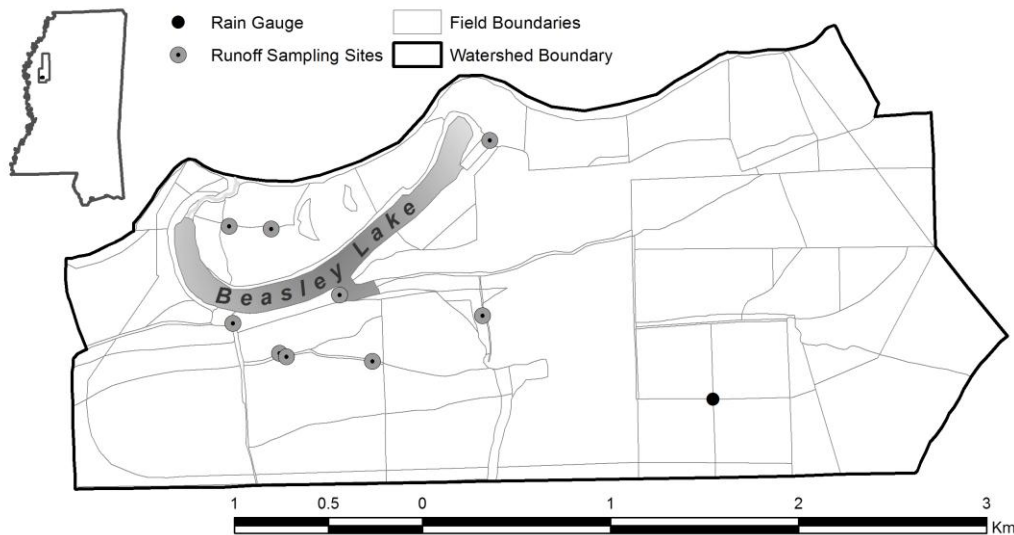 Rain Gauge
Field Boundaries
Runoff Sampling Sites
Watershed Boundary
Beasley Lake
1 0.5 0 1 2 3
Km